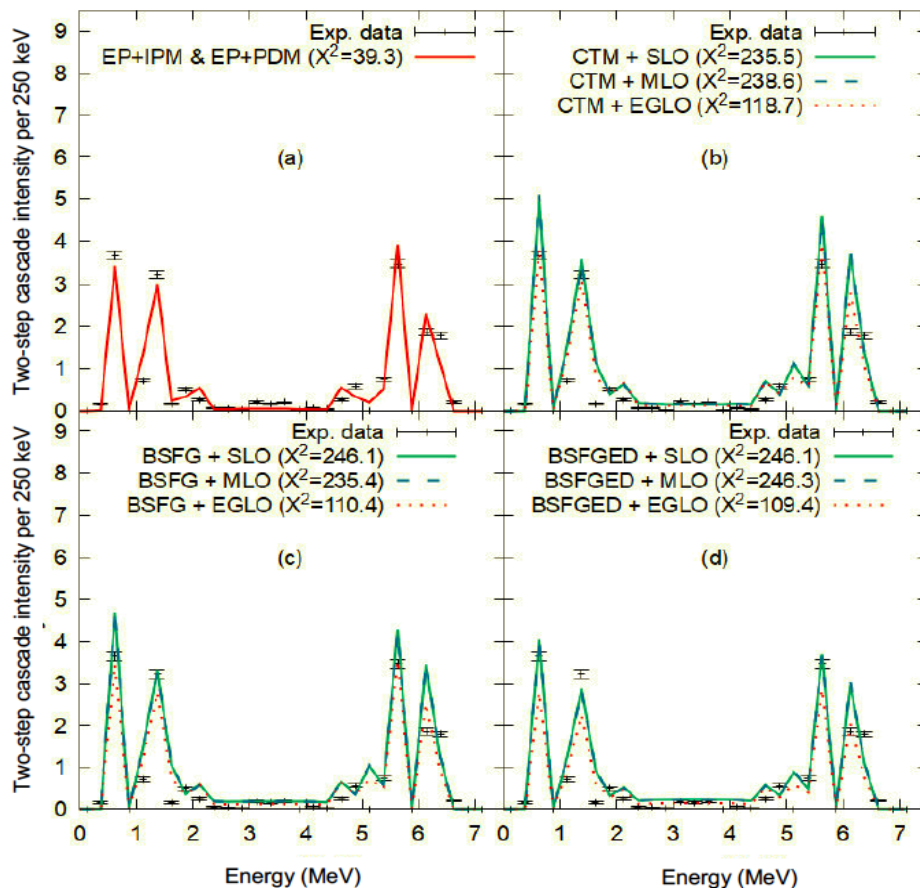 Exp. data
EP+IPM & EP+PDM (X²=39.3)
(a)
Two-step cascade intensity per 250 keV
9
8
7
6
5
4
3
2
1
0
Exp. data
CTM + SLO (X²=235.5)
CTM + MLO (X²=238.6)
CTM + EGLO (X²=118.7)
(b)
Exp. data
BSFG + SLO (X²=246.1)
BSFG + MLO (X²=235.4)
BSFG + EGLO (X²=110.4)
(c)
Two-step cascade intensity per 250 keV
9
8
7
6
5
4
3
2
1
0
0 1 2 3 4 5 6 7
Energy (MeV)
Exp. data
BSFGED + SLO (X²=246.1)
BSFGED + MLO (X²=246.3)
BSFGED + EGLO (X²=109.4)
(d)
0 1 2 3 4 5 6 7
Energy (MeV)